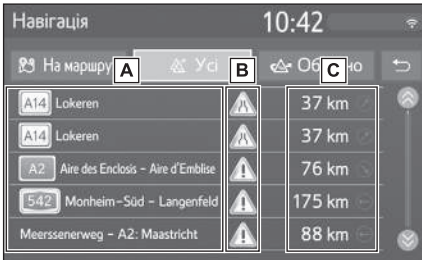 Навігація 10:42
На маршру A Усі B C но
A14 Lokeren 37 km
A14 Lokeren 37 km
A2 Aire des Enclosis - Aire d'Emblise 76 km
542 Monheim-Süd - Langenfeld 175 km
Meerssenerweg - A2: Maastricht 88 km